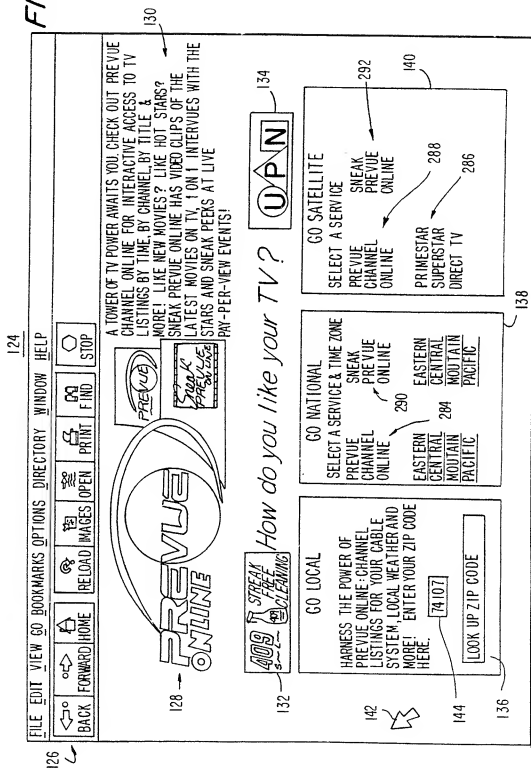 FI
124
FILE EDIT VIEW GO BOOKMARKS OPTIONS DIRECTORY WINDOW HELP
126
BACK FORWARD HOME RELOAD IMAGES OPEN PRINT FIND STOP
128
PREVUE
ONLINE
PREVUE
Sneak
PREVUE
ON LINE
A TOWER OF TV POWER AWAITS YOU. CHECK OUT PREVUE
CHANNEL ONLINE FOR INTERACTIVE ACCESS TO TV
LISTINGS BY TIME, BY CHANNEL, BY TITLE &
MORE! LIKE NEW MOVIES? LIKE HOT STARS?
SNEAK PREVUE ONLINE HAS VIDEO CLIPS OF THE
LATEST MOVIES ON TV, 1 ON 1 INTERVUES WITH THE
STARS AND SNEAK PEEKS AT LIVE
PAY-PER-VIEW EVENTS!
130
132
409
STREAK
FREE
CLEANING
How do you like your TV?
UPN
134
142
GO LOCAL
HARNESS THE POWER OF
PREVUE ONLINE: CHANNEL
LISTINGS FOR YOUR CABLE
SYSTEM, LOCAL WEATHER AND
MORE! ENTER YOUR ZIP CODE
HERE.
74107
144
LOOK UP ZIP CODE
136
GO NATIONAL
SELECT A SERVICE & TIME ZONE
PREVUE
CHANNEL
ONLINE
SNEAK
PREVUE
ONLINE
290
284
EASTERN
CENTRAL
MOUTAIN
PACIFIC
EASTERN
CENTRAL
MOUTAIN
PACIFIC
138
GO SATELLITE
SELECT A SERVICE
PREVUE
CHANNEL
ONLINE
SNEAK
PREVUE
ONLINE
292
288
PRIMESTAR
SUPERSTAR
DIRECT TV
286
140